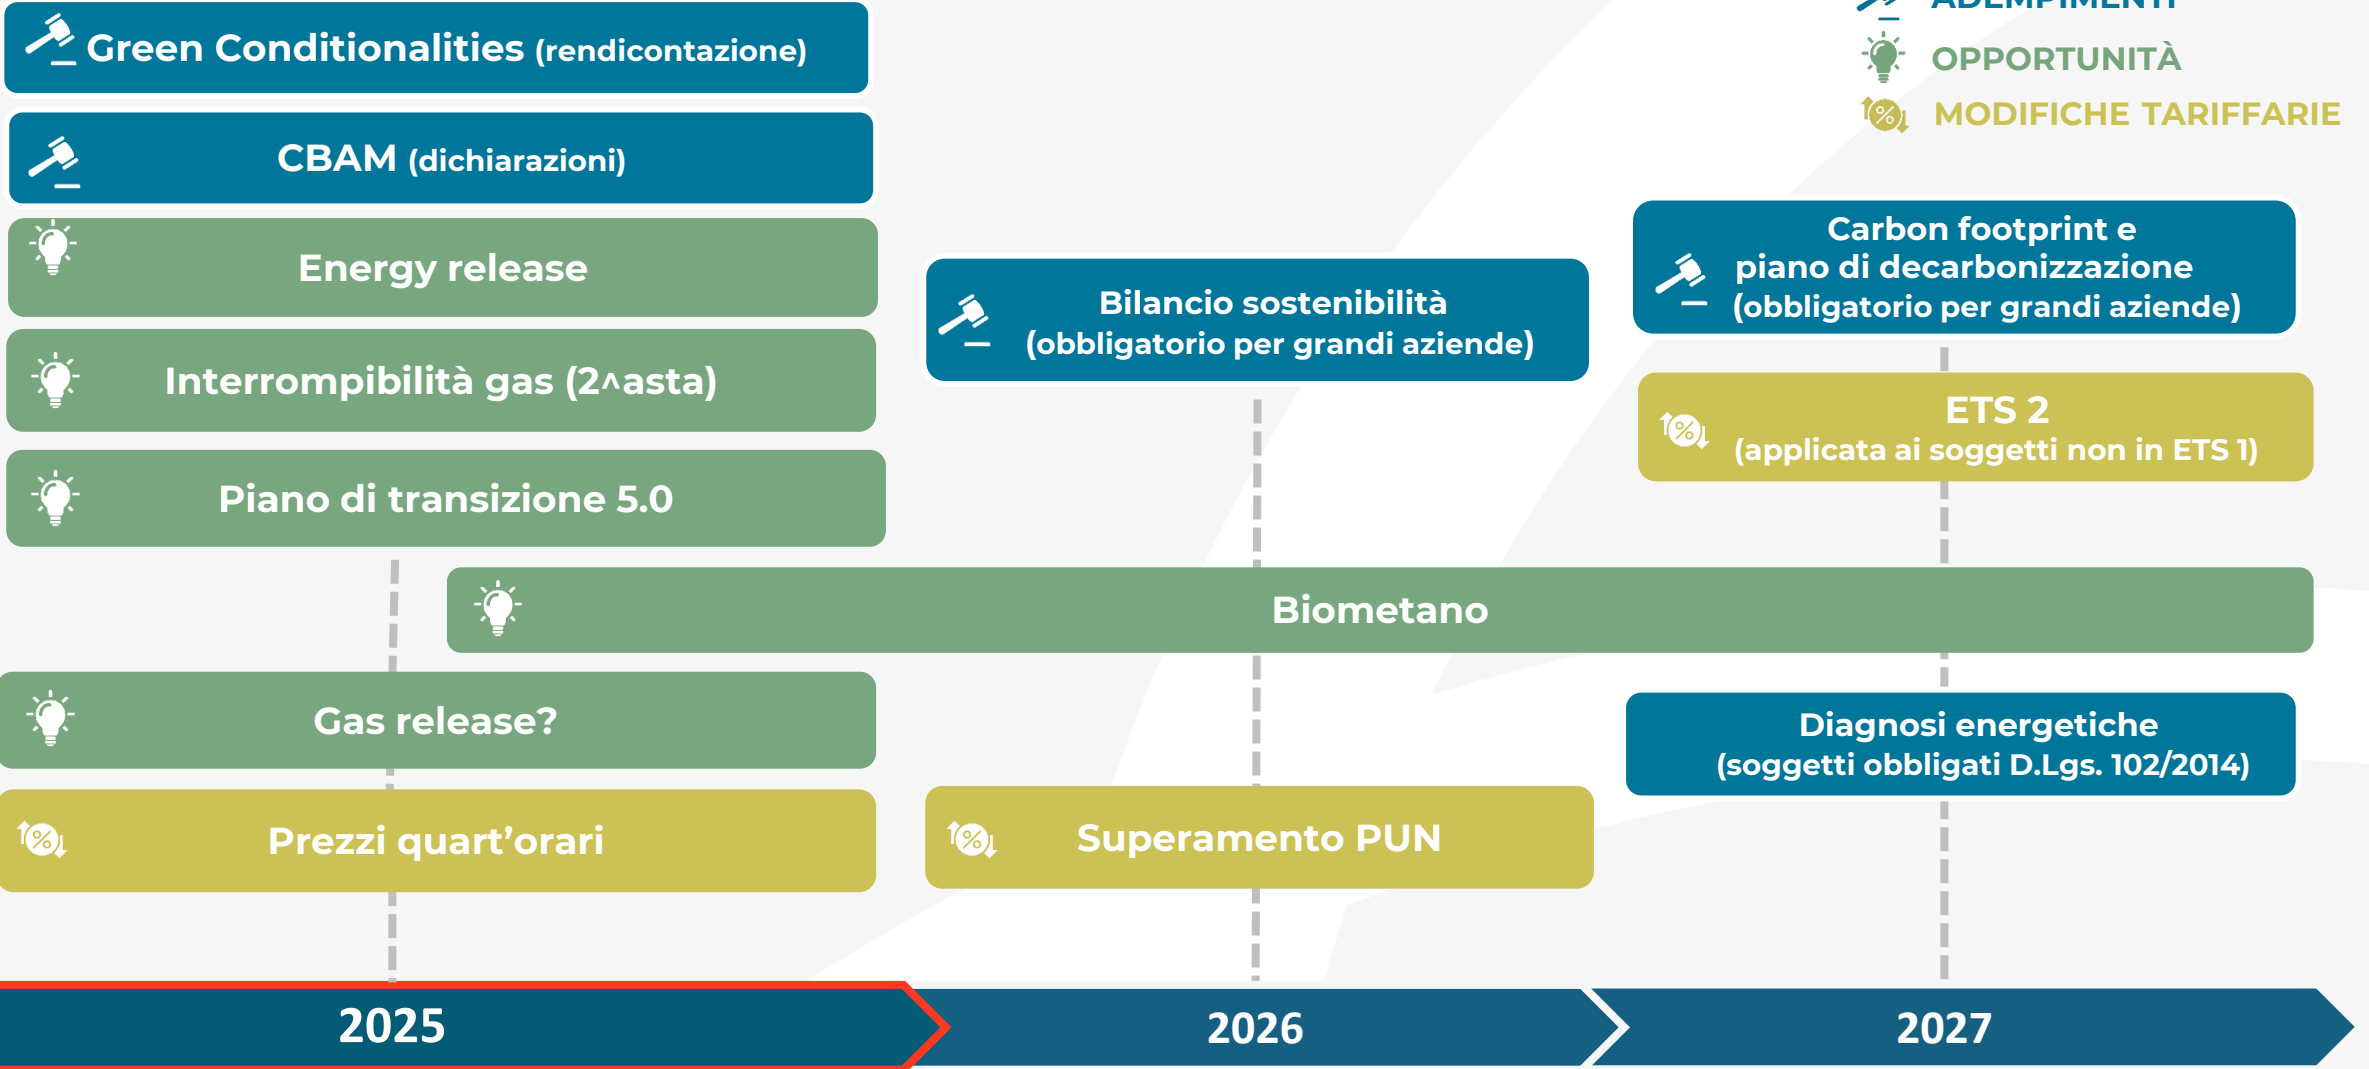 ADEMPIMENTI
OPPORTUNITÀ
MODIFICHE TARIFFARIE
Green Conditionalities (rendicontazione)
CBAM (dichiarazioni)
Energy release
Interrompibilità gas (2^asta)
Piano di transizione 5.0
Biometano
Gas release?
Prezzi quart'orari
Bilancio sostenibilità
(obbligatorio per grandi aziende)
Superamento PUN
Carbon footprint e
piano di decarbonizzazione
(obbligatorio per grandi aziende)
ETS 2
(applicata ai soggetti non in ETS 1)
Diagnosi energetiche
(soggetti obbligati D.Lgs. 102/2014)
2025
2026
2027